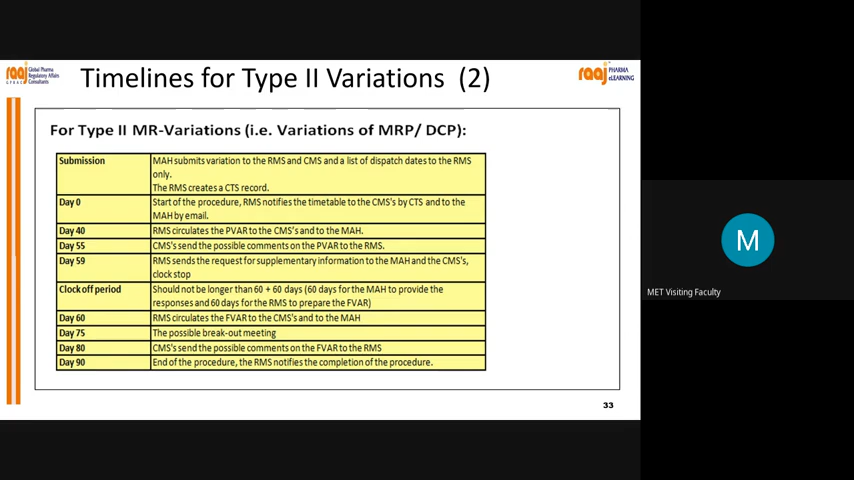 raaj
Global Pharma
Regulatory Affairs
Consultants
Timelines for Type II Variations (2)
raaj PHARMA
eLEARNING
For Type II MR-Variations (i.e. Variations of MRP/ DCP):
Submission MAH submits variation to the RMS and CMS and a list of dispatch dates to the RMS
only.
The RMS creates a CTS record.
Day 0 Start of the procedure, RMS notifies the timetable to the CMS's by CTS and to the
MAH by email.
Day 40 RMS circulates the PVAR to the CMS's and to the MAH.
Day 55 CMS's send the possible comments on the PVAR to the RMS.
Day 59 RMS sends the request for supplementary information to the MAH and the CMS's,
clock stop
Clock off period Should not be longer than 60 + 60 days (60 days for the MAH to provide the
responses and 60 days for the RMS to prepare the FVAR)
Day 60 RMS circulates the FVAR to the CMS's and to the MAH
Day 75 The possible break-out meeting
Day 80 CMS's send the possible comments on the FVAR to the RMS
Day 90 End of the procedure, the RMS notifies the completion of the procedure.
33
M
MET Visiting Faculty